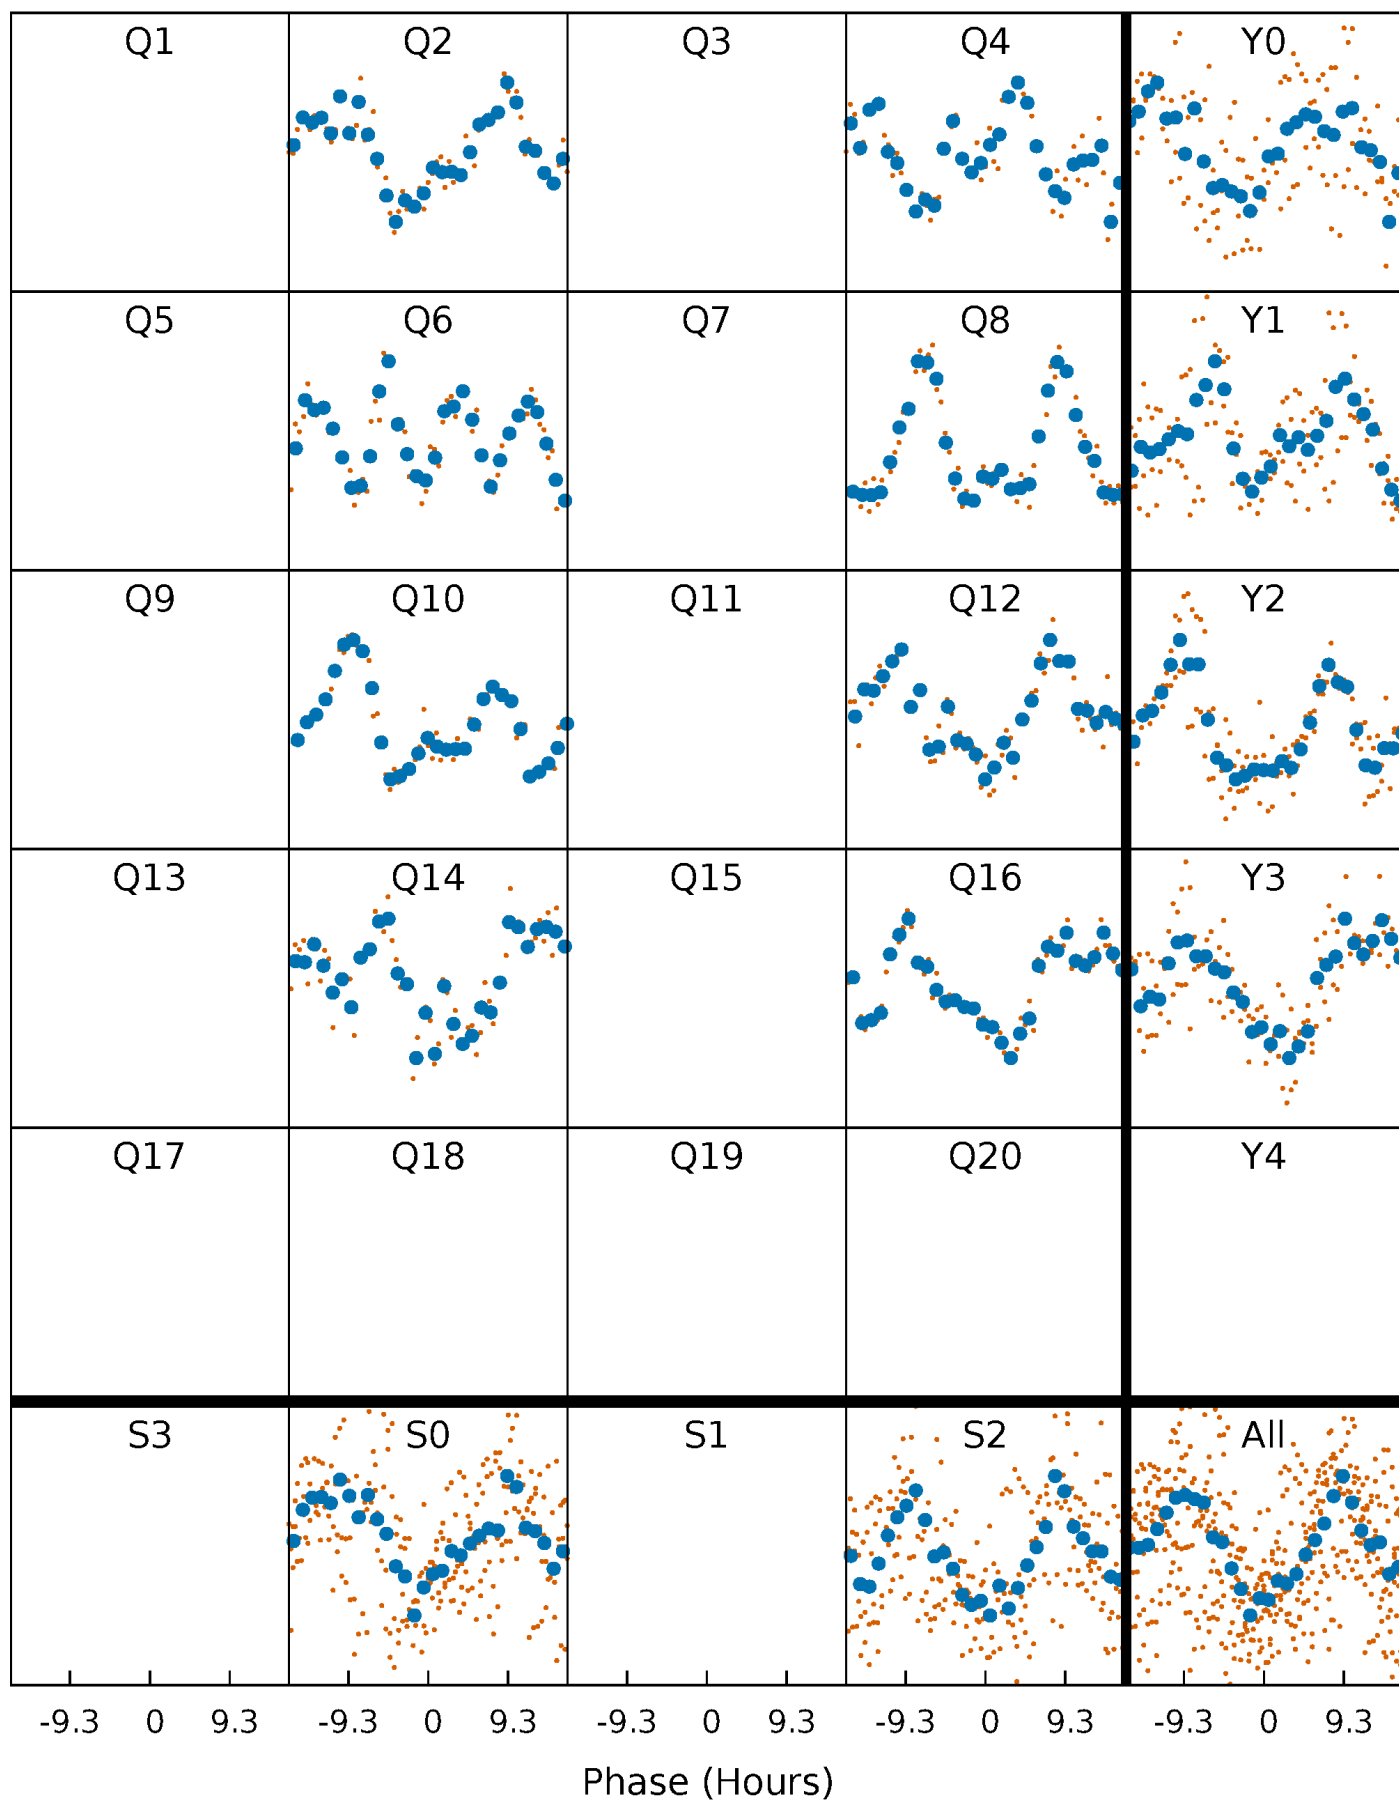 Q1 Q2 Q3 Q4 Y0
Q5 Q6 Q7 Q8 Y1
Q9 Q10 Q11 Q12 Y2
Q13 Q14 Q15 Q16 Y3
Q17 Q18 Q19 Q20 Y4
S3 S0 S1 S2 All
-9.3 0 9.3 -9.3 0 9.3 -9.3 0 9.3 -9.3 0 9.3 -9.3 0 9.3
Phase (Hours)